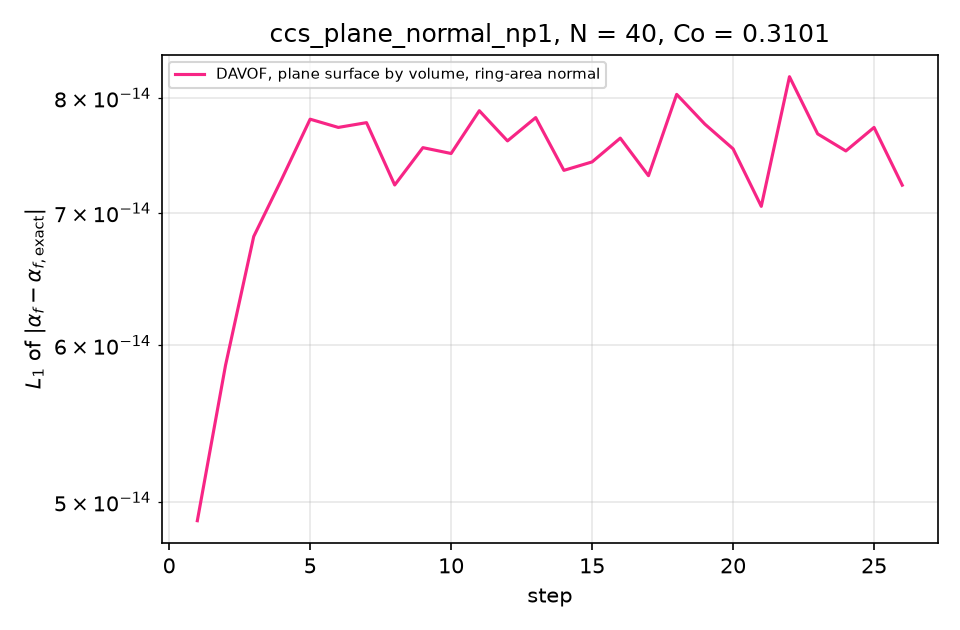 ccs_plane_normal_np1, N = 40, Co = 0.3101
DAVOF, plane surface by volume, ring-area normal
8 × 10⁻¹⁴
7 × 10⁻¹⁴
6 × 10⁻¹⁴
5 × 10⁻¹⁴
L₁ of |α_f − α_{f,exact}|
0 5 10 15 20 25
step